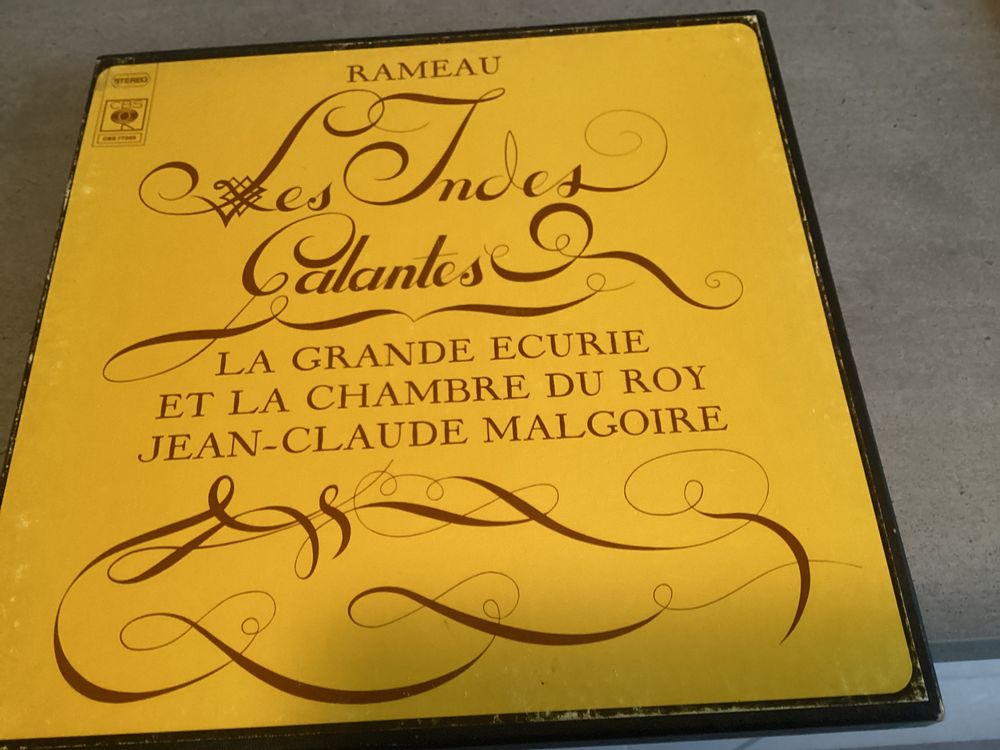 STEREO
CBS
RAMEAU
Les Indes
Galantes
LA GRANDE ECURIE
ET LA CHAMBRE DU ROY
JEAN-CLAUDE MALGOIRE